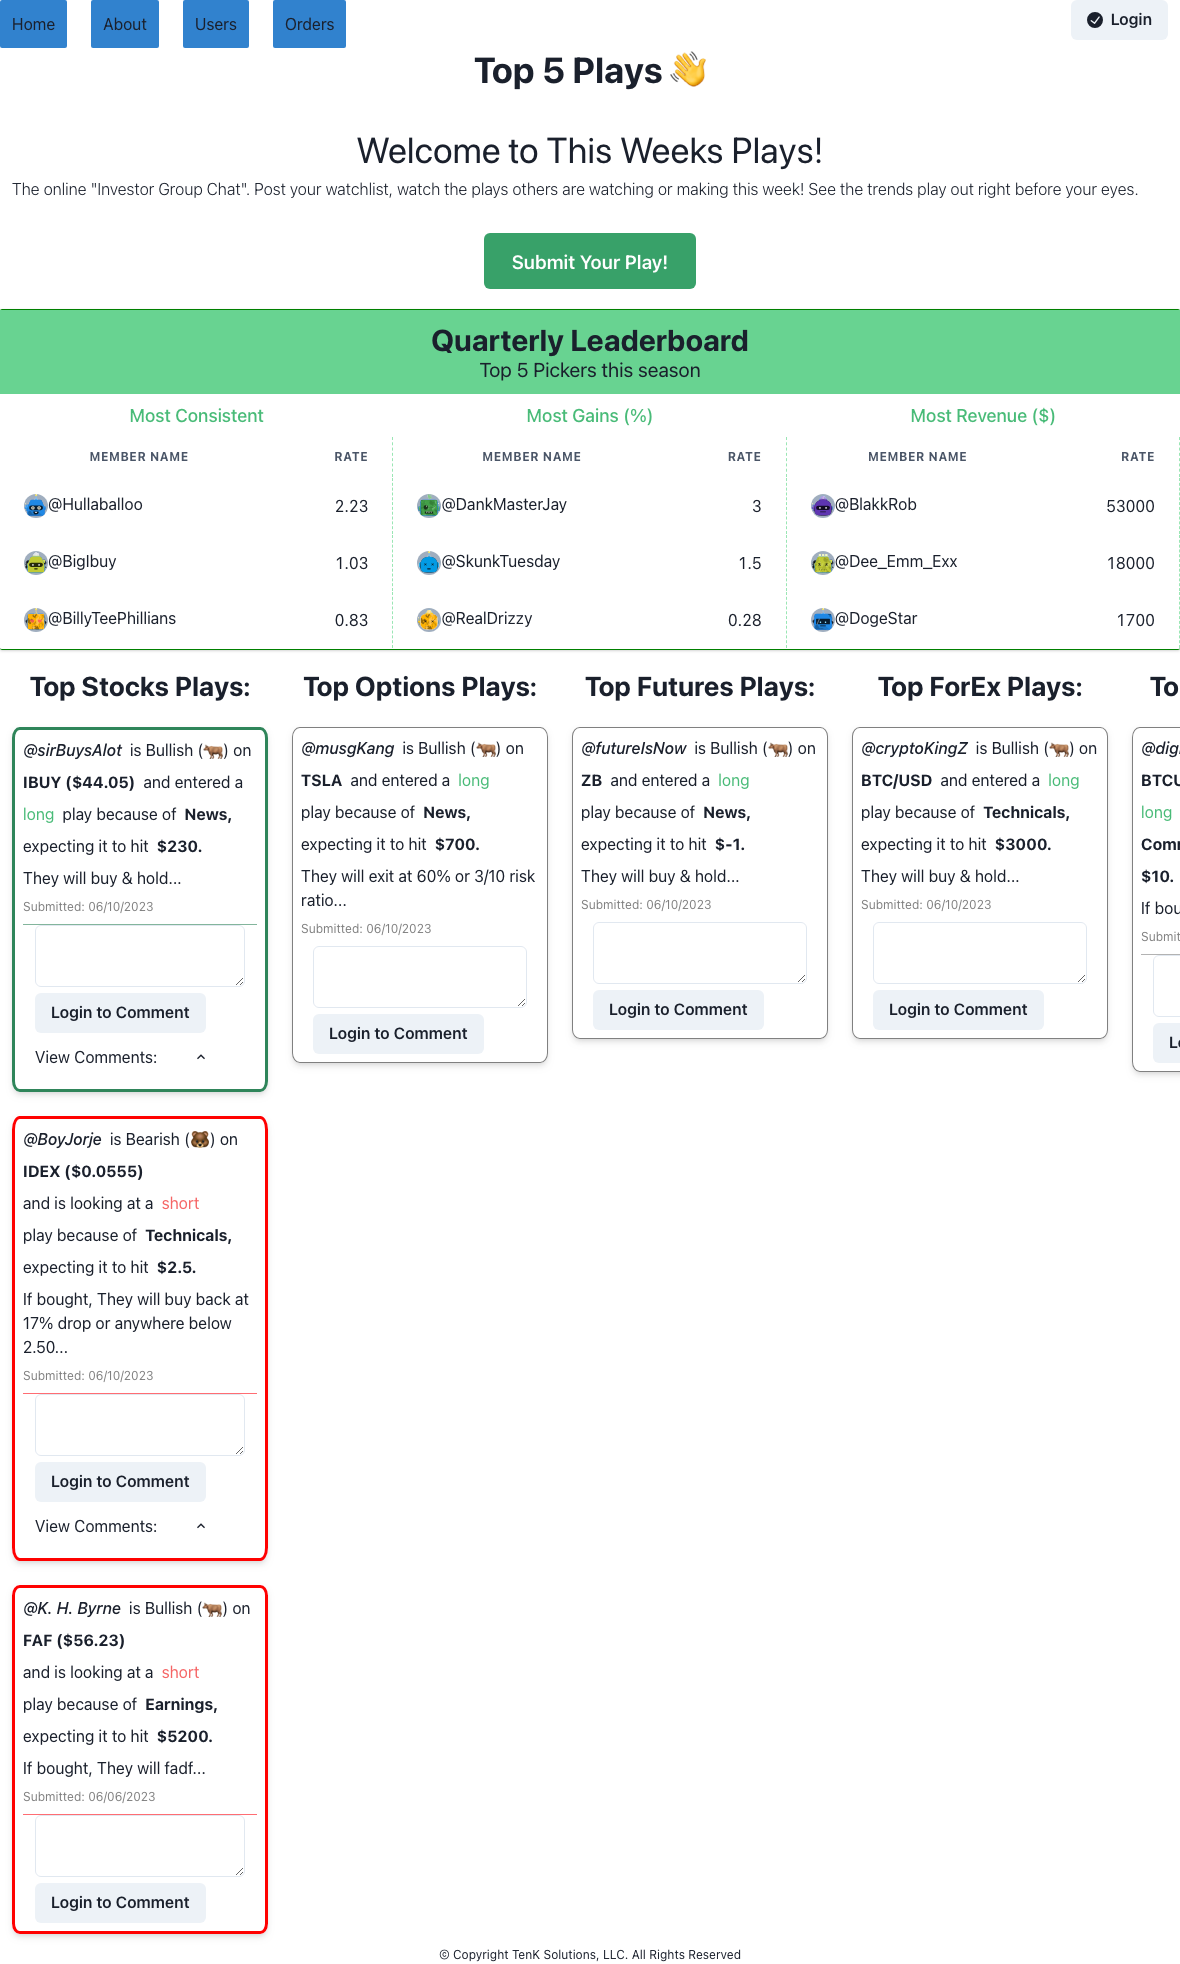 Home
About
Users
Orders
Login
Top 5 Plays 👋
Welcome to This Weeks Plays!
The online "Investor Group Chat". Post your watchlist, watch the plays others are watching or making this week! See the trends play out right before your eyes.
Submit Your Play!
Quarterly Leaderboard
Top 5 Pickers this season
Most Consistent
MEMBER NAME RATE
@Hullaballoo 2.23
@BigIbuy 1.03
@BillyTeePhillians 0.83
Most Gains (%)
MEMBER NAME RATE
@DankMasterJay 3
@SkunkTuesday 1.5
@RealDrizzy 0.28
Most Revenue ($)
MEMBER NAME RATE
@BlakkRob 53000
@Dee_Emm_Exx 18000
@DogeStar 1700
Top Stocks Plays:
@sirBuysAlot is Bullish (🐂) on
IBUY ($44.05) and entered a
long play because of News,
expecting it to hit $230.
They will buy & hold...
Submitted: 06/10/2023
Login to Comment
View Comments:
@BoyJorje is Bearish (🐻) on
IDEX ($0.0555)
and is looking at a short
play because of Technicals,
expecting it to hit $2.5.
If bought, They will buy back at
17% drop or anywhere below
2.50...
Submitted: 06/10/2023
Login to Comment
View Comments:
@K. H. Byrne is Bullish (🐂) on
FAF ($56.23)
and is looking at a short
play because of Earnings,
expecting it to hit $5200.
If bought, They will fadf...
Submitted: 06/06/2023
Login to Comment
Top Options Plays:
@musgKang is Bullish (🐂) on
TSLA and entered a long
play because of News,
expecting it to hit $700.
They will exit at 60% or 3/10 risk
ratio...
Submitted: 06/10/2023
Login to Comment
Top Futures Plays:
@futureIsNow is Bullish (🐂) on
ZB and entered a long
play because of News,
expecting it to hit $-1.
They will buy & hold...
Submitted: 06/10/2023
Login to Comment
Top ForEx Plays:
@cryptoKingZ is Bullish (🐂) on
BTC/USD and entered a long
play because of Technicals,
expecting it to hit $3000.
They will buy & hold...
Submitted: 06/10/2023
Login to Comment
long
$10.
© Copyright TenK Solutions, LLC. All Rights Reserved